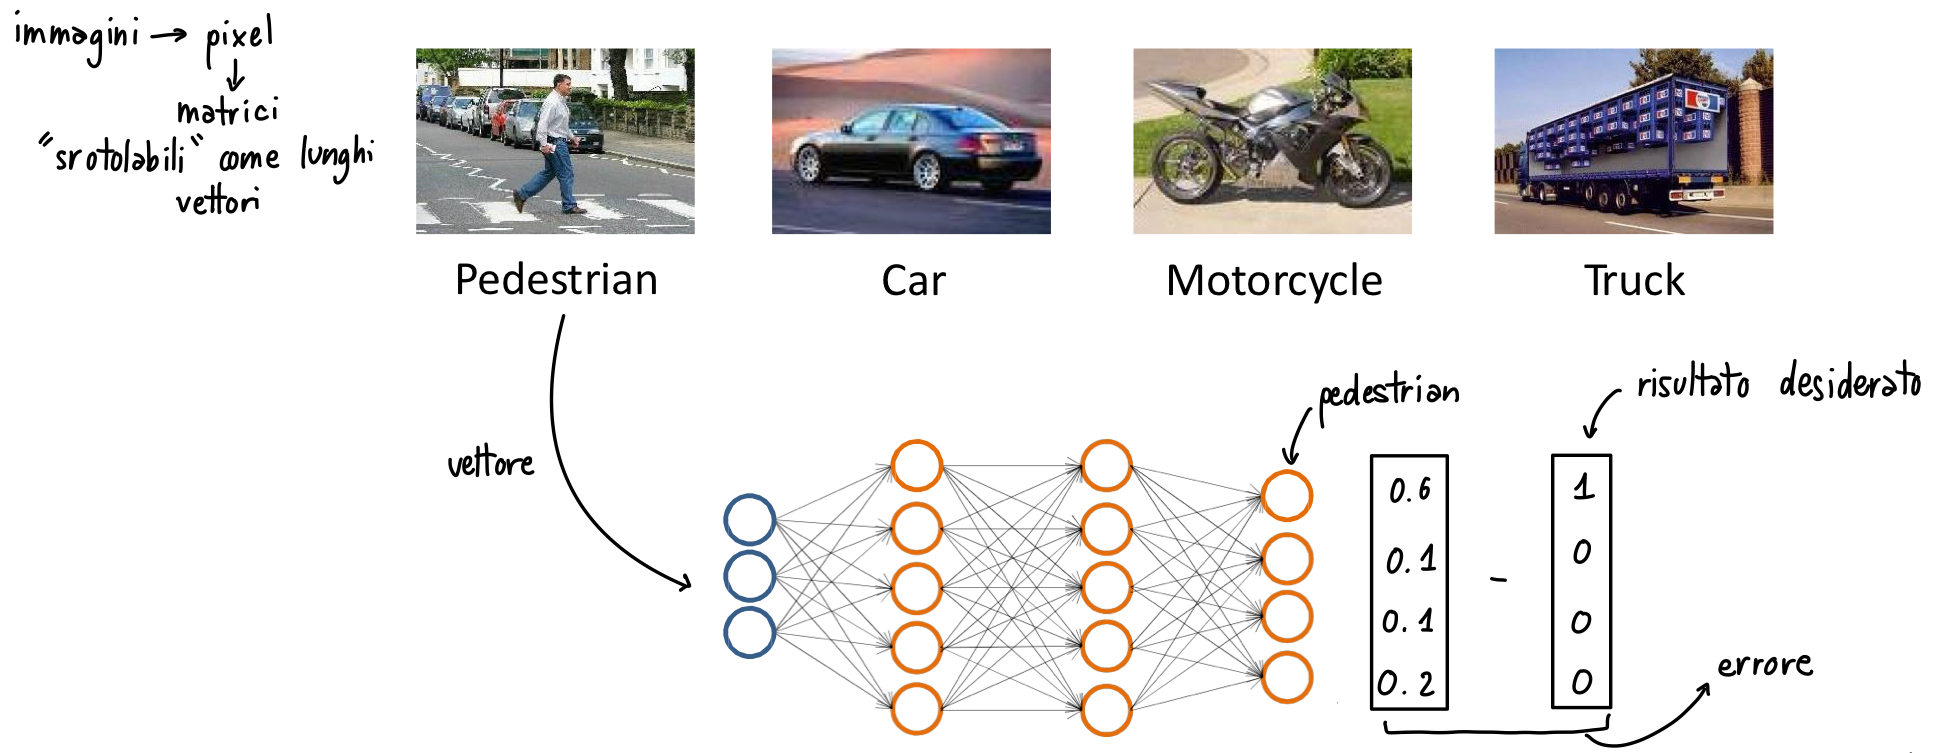 immagini → pixel
↓
matrici
"srotolabili" come lunghi
vettori
Pedestrian
Car
Motorcycle
Truck
vettore
pedestrian
risultato desiderato
0.6
0.1
0.1
0.2
-
1
0
0
0
errore